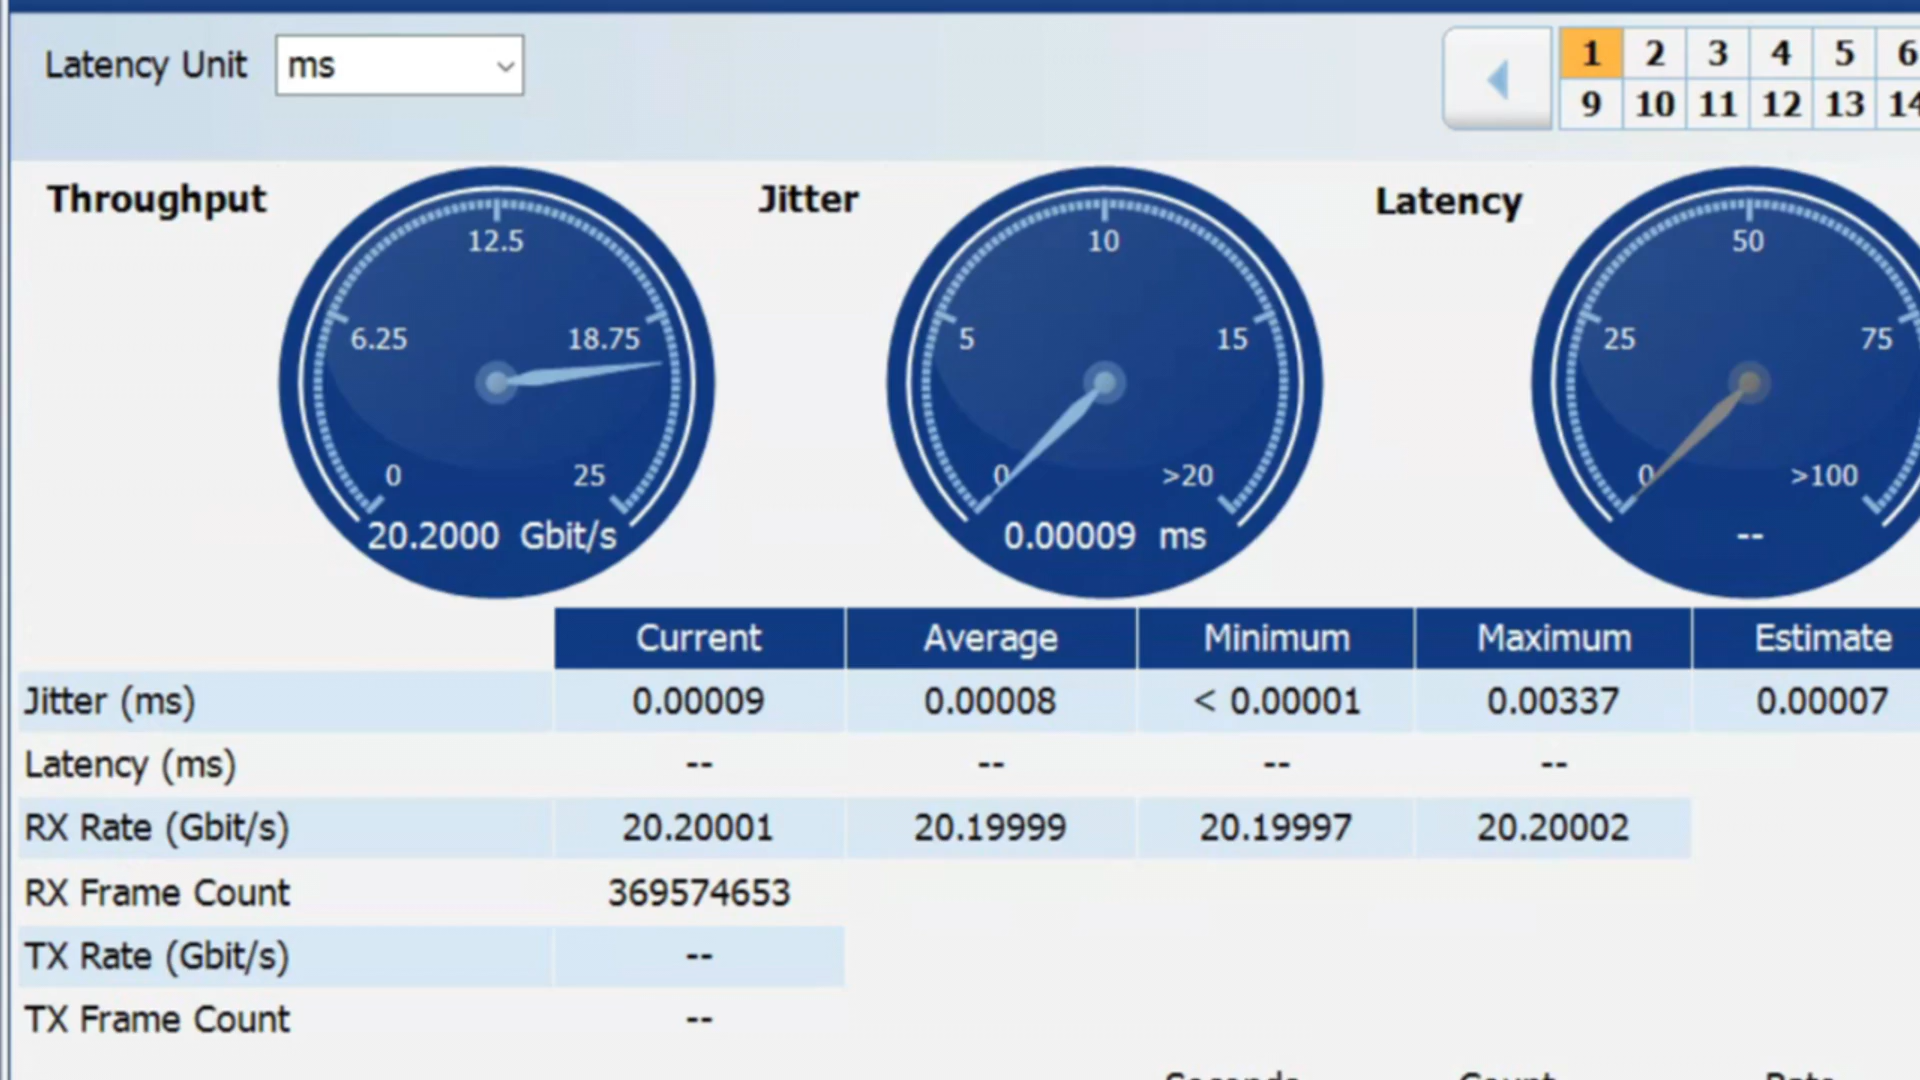 Latency Unit ms
1 2 3 4 5 6
9 10 11 12 13 14
Throughput
12.5
6.25 18.75
0 25
20.2000 Gbit/s
Jitter
10
5 15
0 >20
0.00009 ms
Latency
50
25 75
0 >100
--
Current Average Minimum Maximum Estimate
Jitter (ms) 0.00009 0.00008 < 0.00001 0.00337 0.00007
Latency (ms) -- -- -- --
RX Rate (Gbit/s) 20.20001 20.19999 20.19997 20.20002
RX Frame Count 369574653
TX Rate (Gbit/s) --
TX Frame Count --
Seconds Count Rate